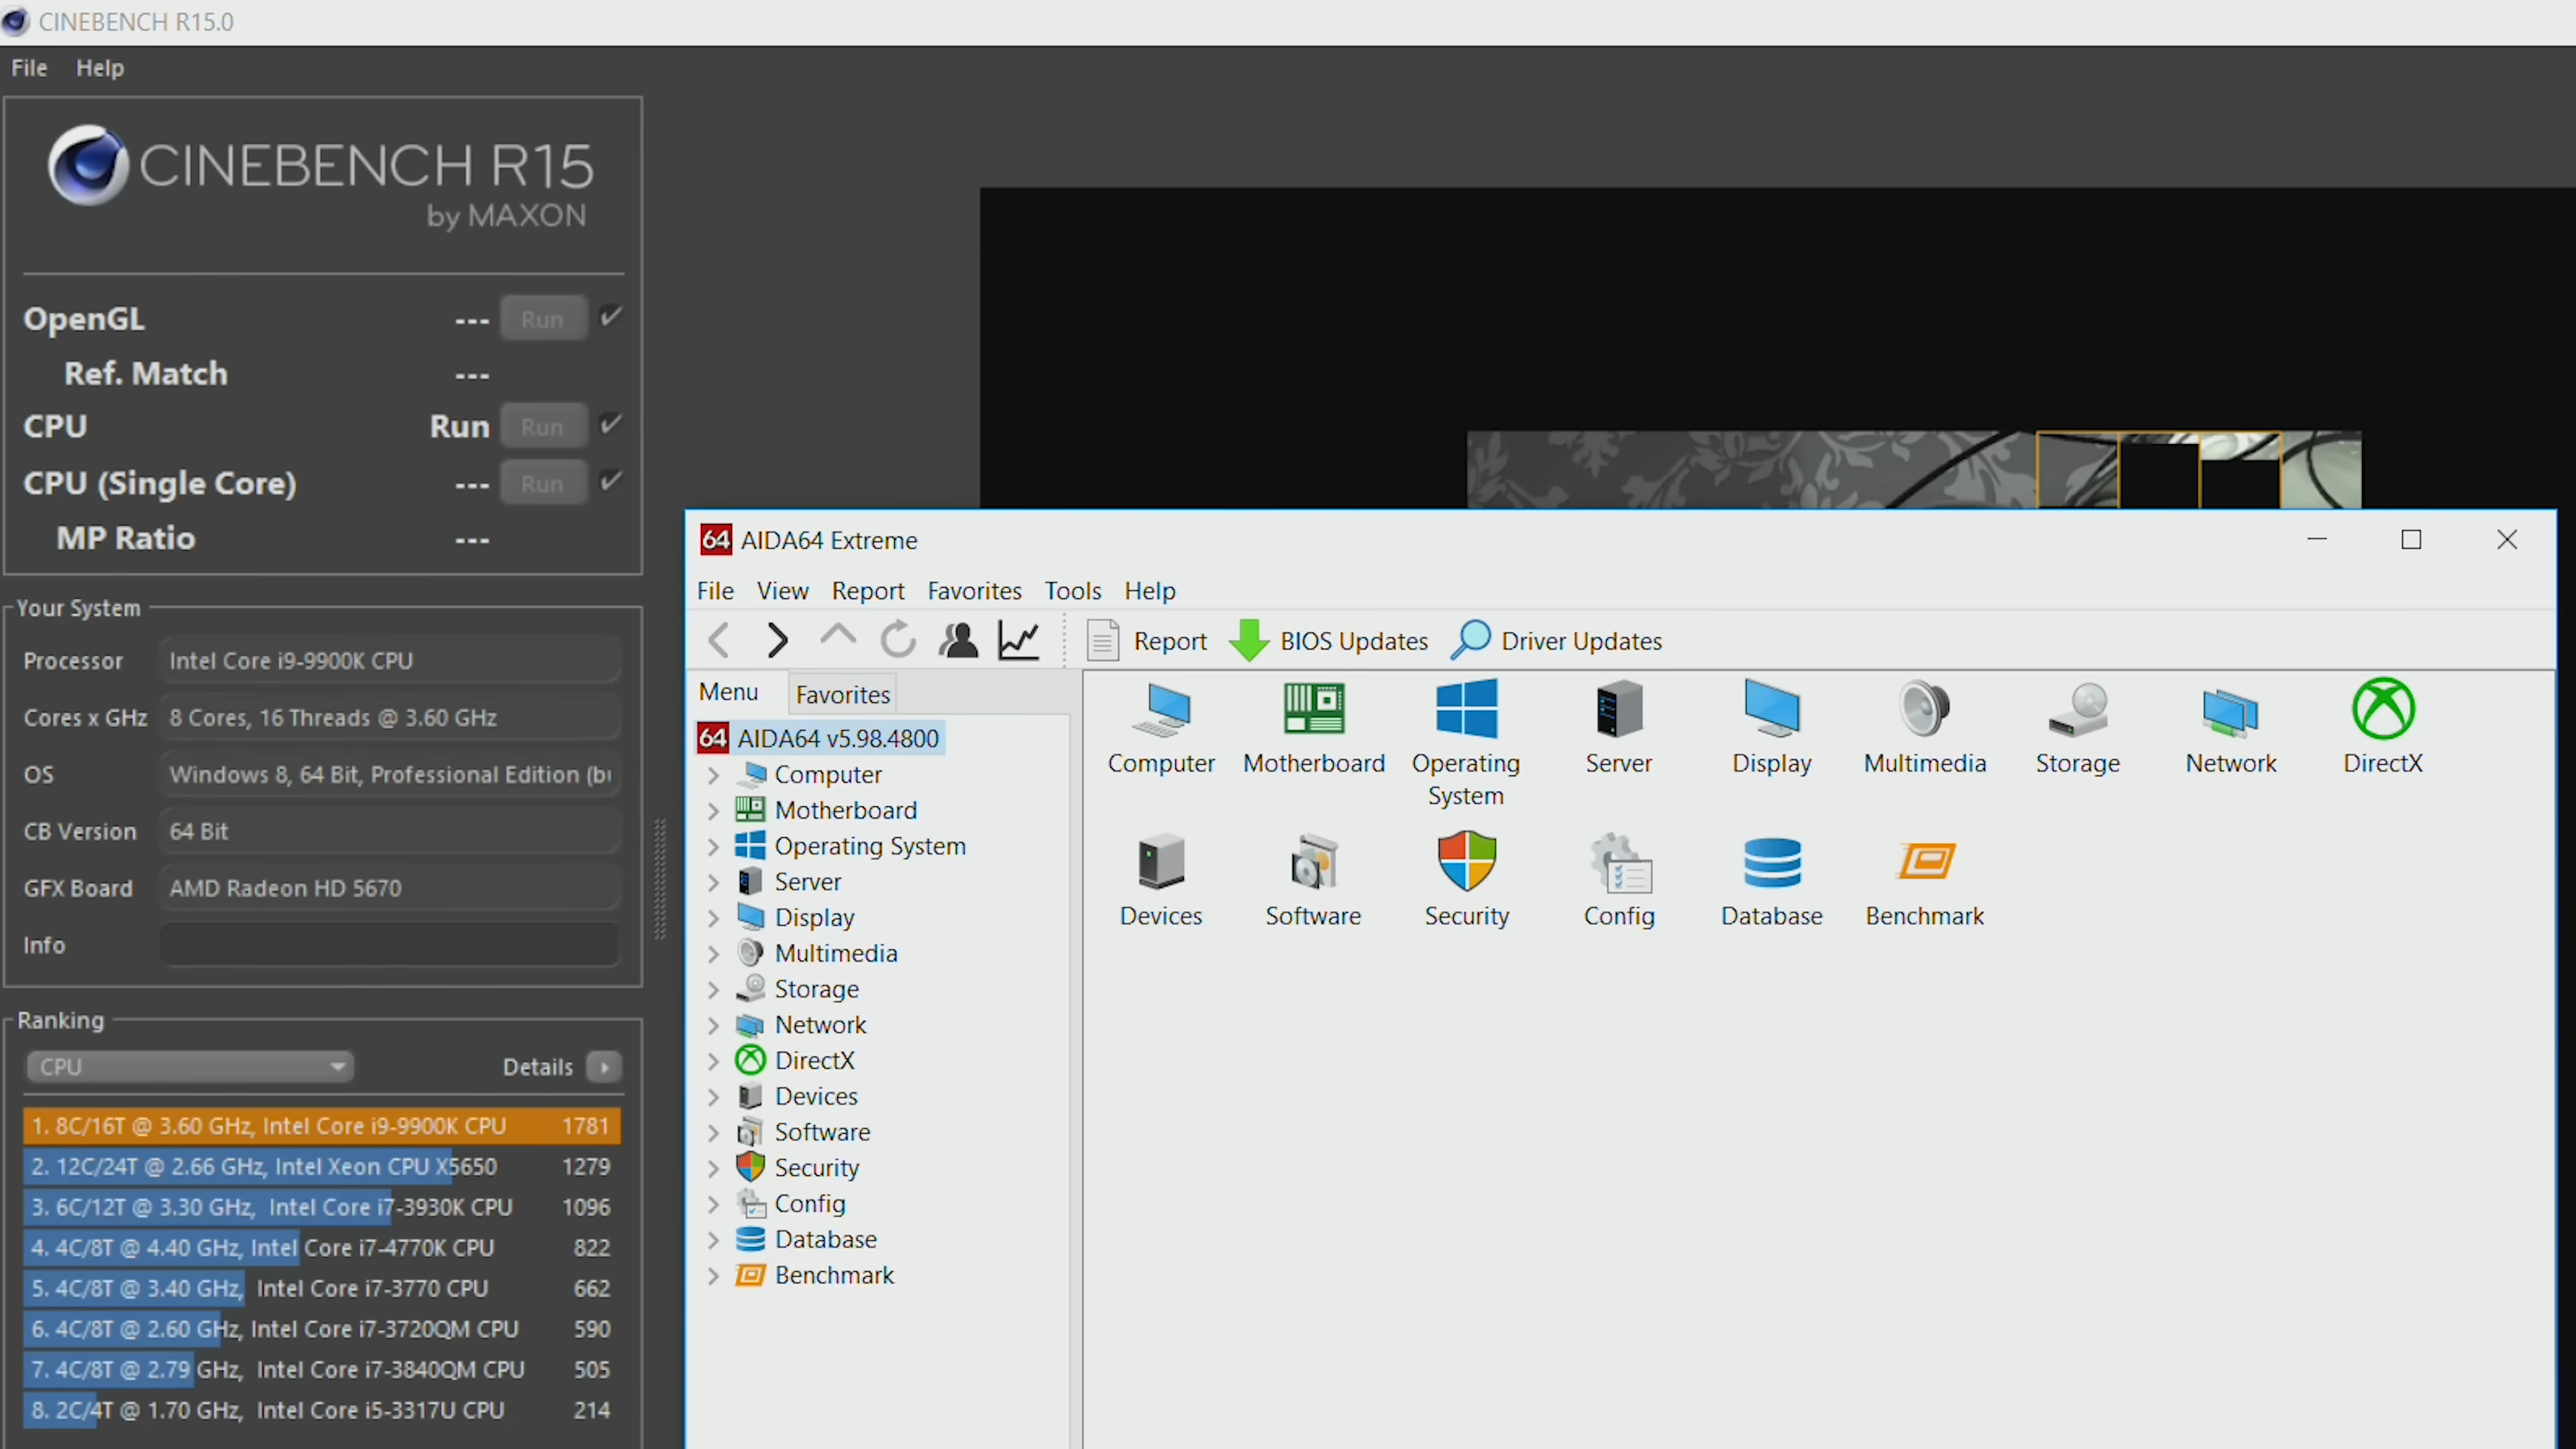 CINEBENCH R15.0
File Help
CINEBENCH R15
by MAXON
OpenGL --- Run
Ref. Match ---
CPU Run Run
CPU (Single Core) --- Run
MP Ratio ---
Your System
Processor Intel Core i9-9900K CPU
Cores x GHz 8 Cores, 16 Threads @ 3.60 GHz
OS Windows 8, 64 Bit, Professional Edition (bu
CB Version 64 Bit
GFX Board AMD Radeon HD 5670
Info
Ranking
CPU Details
1. 8C/16T @ 3.60 GHz, Intel Core i9-9900K CPU 1781
2. 12C/24T @ 2.66 GHz, Intel Xeon CPU X5650 1279
3. 6C/12T @ 3.30 GHz, Intel Core i7-3930K CPU 1096
4. 4C/8T @ 4.40 GHz, Intel Core i7-4770K CPU 822
5. 4C/8T @ 3.40 GHz, Intel Core i7-3770 CPU 662
6. 4C/8T @ 2.60 GHz, Intel Core i7-3720QM CPU 590
7. 4C/8T @ 2.79 GHz, Intel Core i7-3840QM CPU 505
8. 2C/4T @ 1.70 GHz, Intel Core i5-3317U CPU 214
64 AIDA64 Extreme
File View Report Favorites Tools Help
Report BIOS Updates Driver Updates
Menu Favorites
64 AIDA64 v5.98.4800
Computer
Motherboard
Operating System
Server
Display
Multimedia
Storage
Network
DirectX
Devices
Software
Security
Config
Database
Benchmark
Computer Motherboard Operating Server Display Multimedia Storage Network DirectX
System
Devices Software Security Config Database Benchmark